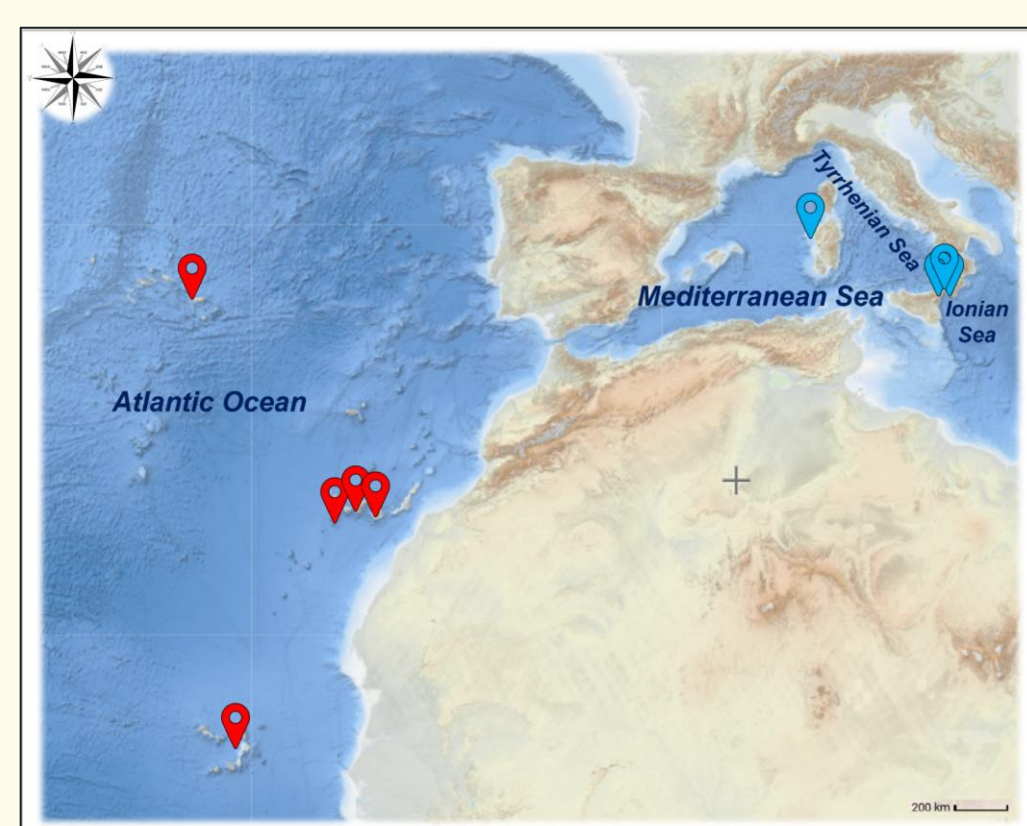 Tyrrhenian Sea
Mediterranean Sea
Ionian
Sea
Atlantic Ocean
200 km